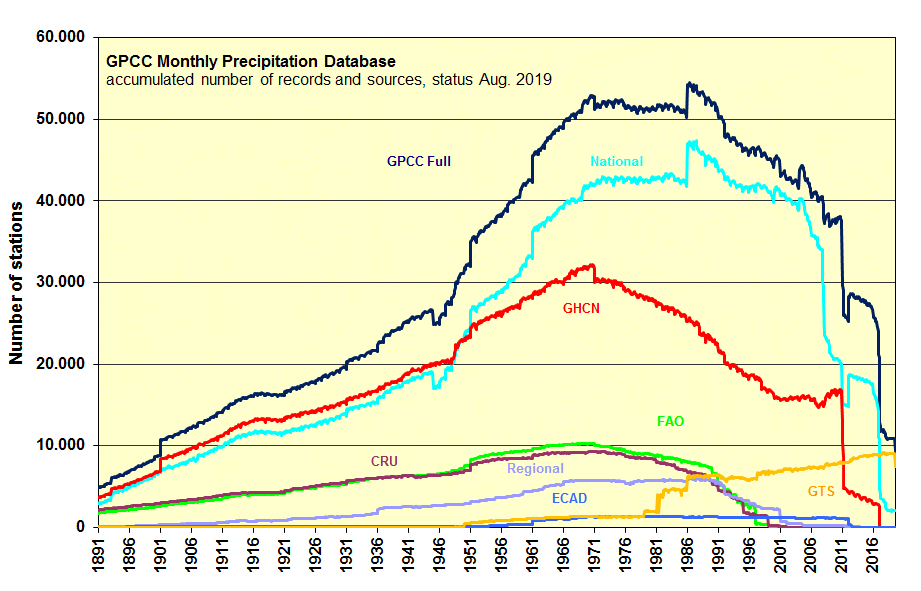 60.000
GPCC Monthly Precipitation Database
accumulated number of records and sources, status Aug. 2019
50.000
GPCC Full
National
40.000
30.000
GHCN
20.000
FAO
10.000
CRU
Regional
GTS
ECAD
0
Number of stations
1891 1896 1901 1906 1911 1916 1921 1926 1931 1936 1941 1946 1951 1956 1961 1966 1971 1976 1981 1986 1991 1996 2001 2006 2011 2016